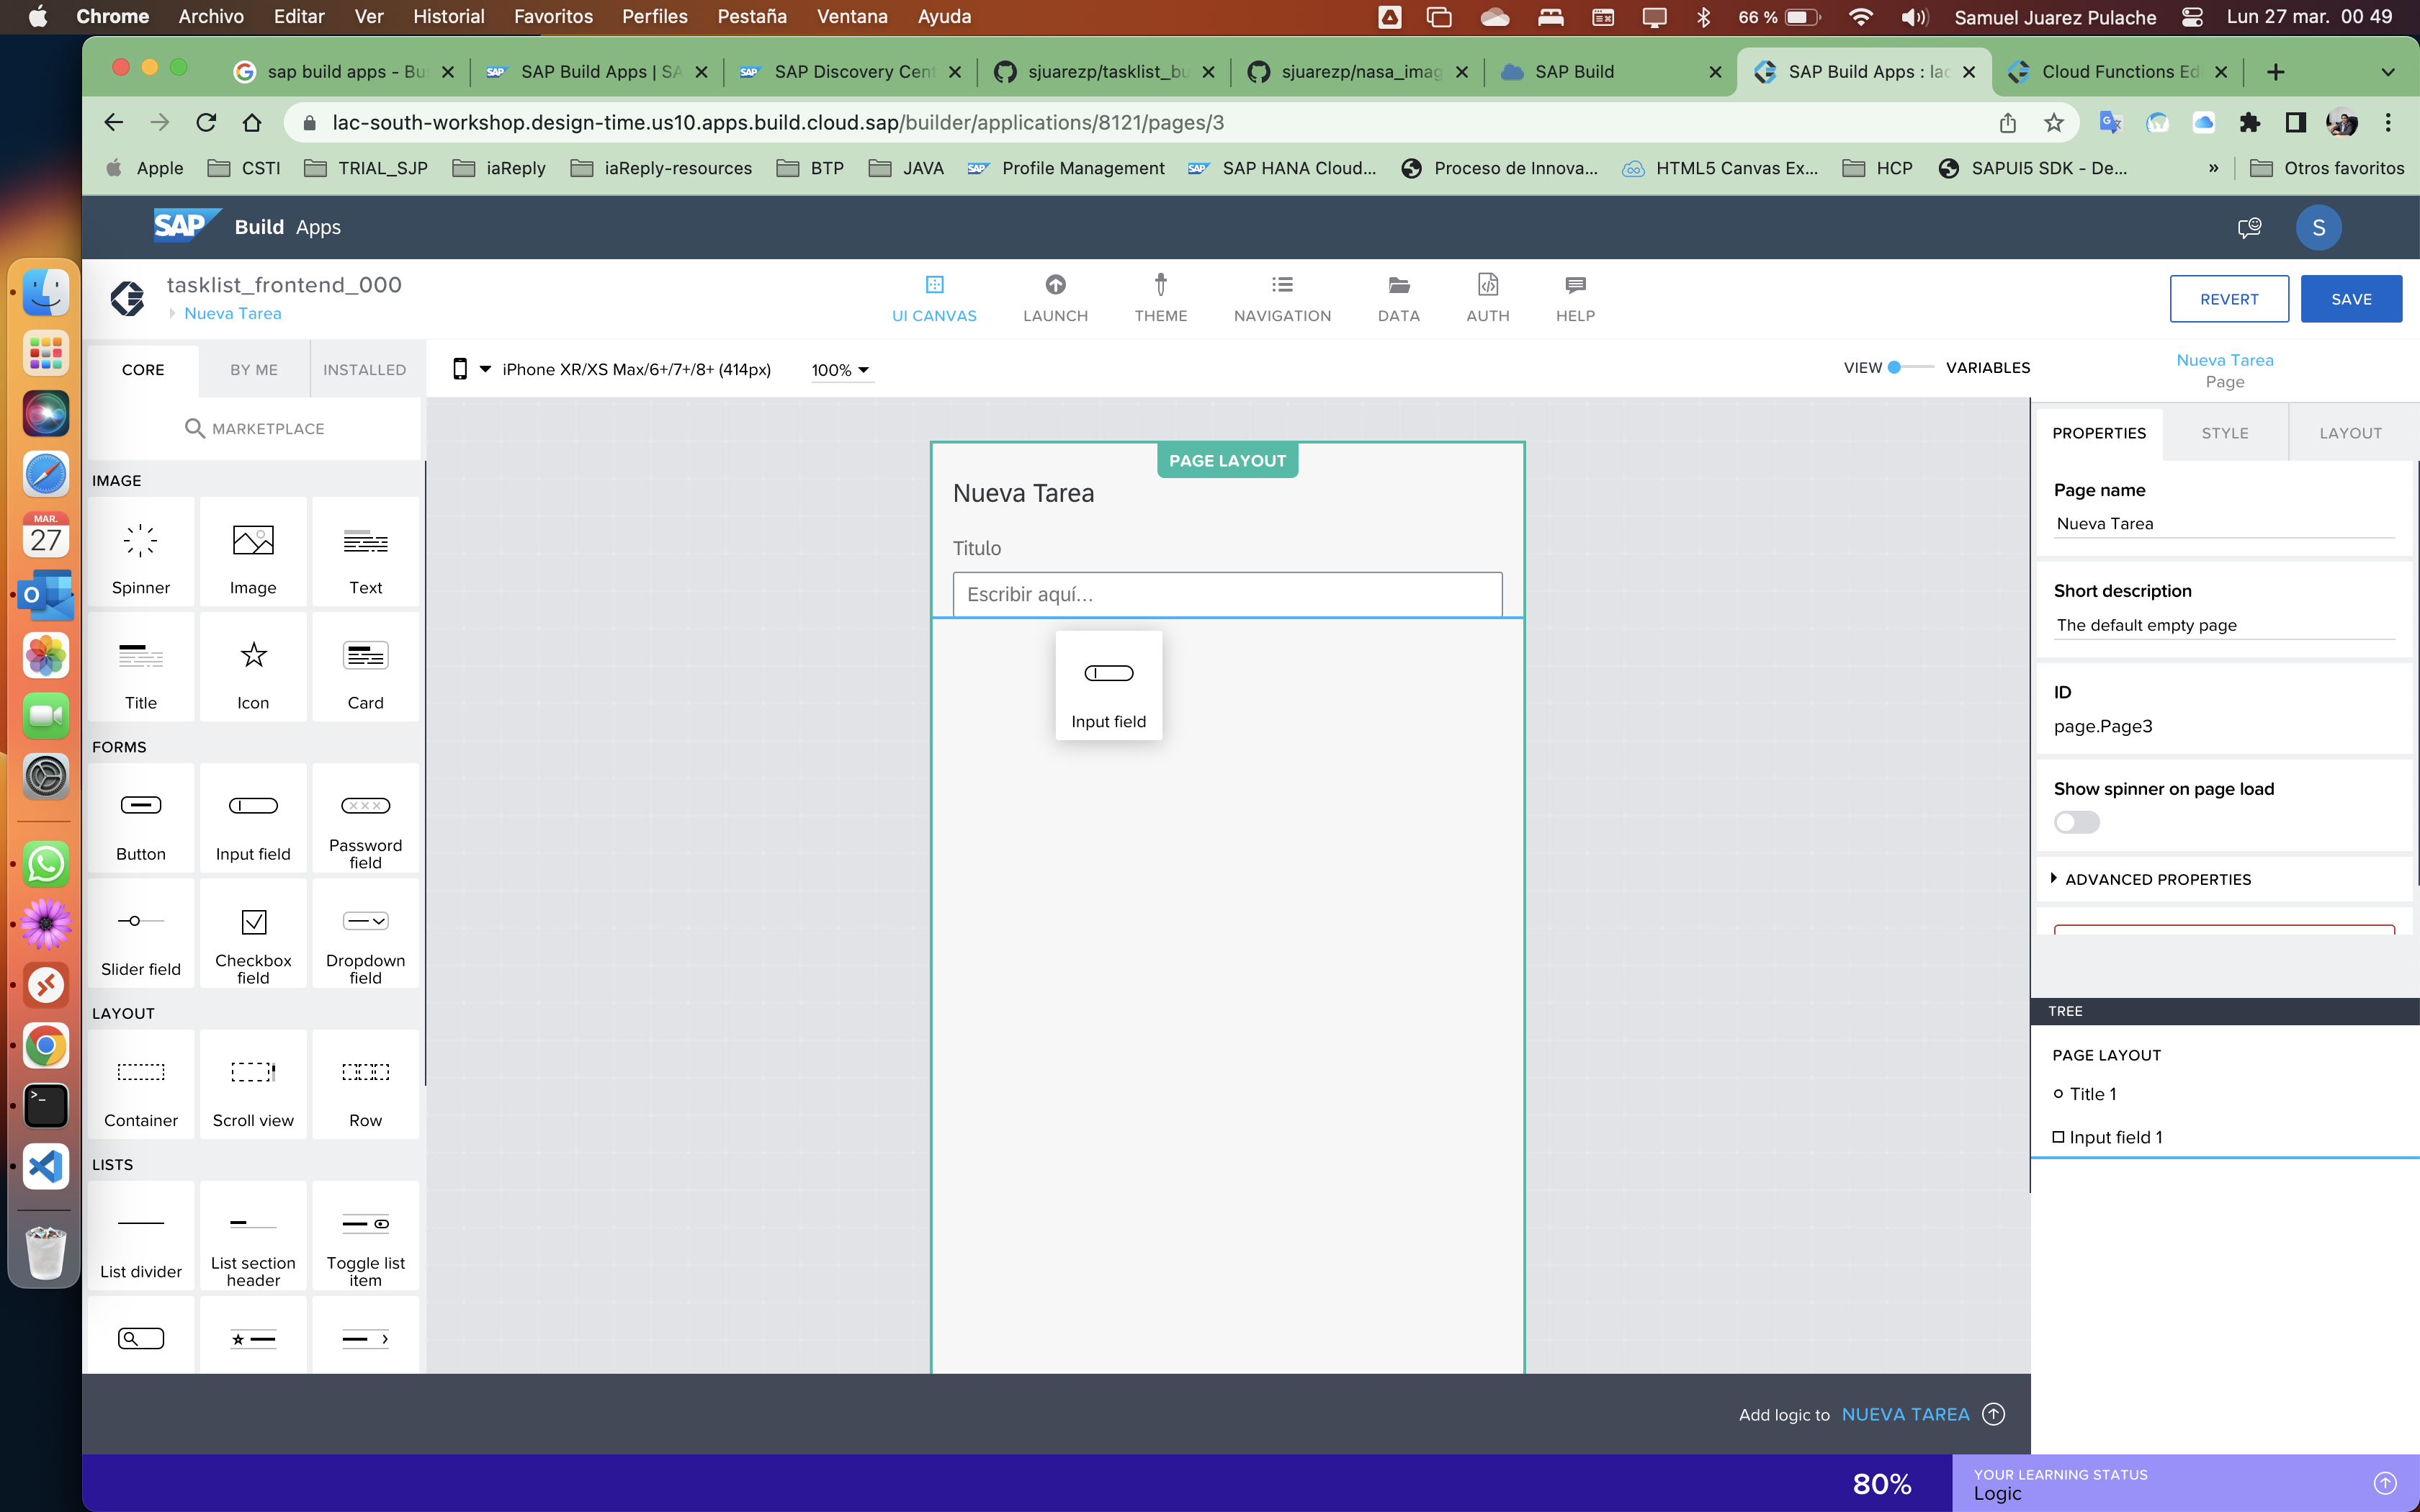 Chrome Archivo Editar Ver Historial Favoritos Perfiles Pestaña Ventana Ayuda 66 % Samuel Juarez Pulache Lun 27 mar. 00 49
sap build apps - Bu SAP Build Apps | SA SAP Discovery Cent sjuarezp/tasklist_bu sjuarezp/nasa_imag SAP Build SAP Build Apps : lac Cloud Functions Ed
lac-south-workshop.design-time.us10.apps.build.cloud.sap/builder/applications/8121/pages/3
Apple CSTI TRIAL_SJP iaReply iaReply-resources BTP JAVA Profile Management SAP HANA Cloud... Proceso de Innova... HTML5 Canvas Ex... HCP SAPUI5 SDK - De... » Otros favoritos
SAP Build Apps S
tasklist_frontend_000
Nueva Tarea
UI CANVAS LAUNCH THEME NAVIGATION DATA AUTH HELP
REVERT SAVE
CORE BY ME INSTALLED
iPhone XR/XS Max/6+/7+/8+ (414px) 100%
VIEW VARIABLES
Nueva Tarea
Page
MARKETPLACE
IMAGE
Spinner Image Text
Title Icon Card
FORMS
Button Input field Password field
Slider field Checkbox field Dropdown field
LAYOUT
Container Scroll view Row
LISTS
List divider List section header Toggle list item
PAGE LAYOUT
Nueva Tarea
Titulo
Escribir aquí...
Input field
PROPERTIES STYLE LAYOUT
Page name
Nueva Tarea
Short description
The default empty page
ID
page.Page3
Show spinner on page load
ADVANCED PROPERTIES
TREE
PAGE LAYOUT
Title 1
Input field 1
Add logic to NUEVA TAREA
80%
YOUR LEARNING STATUS
Logic
MAR.
27